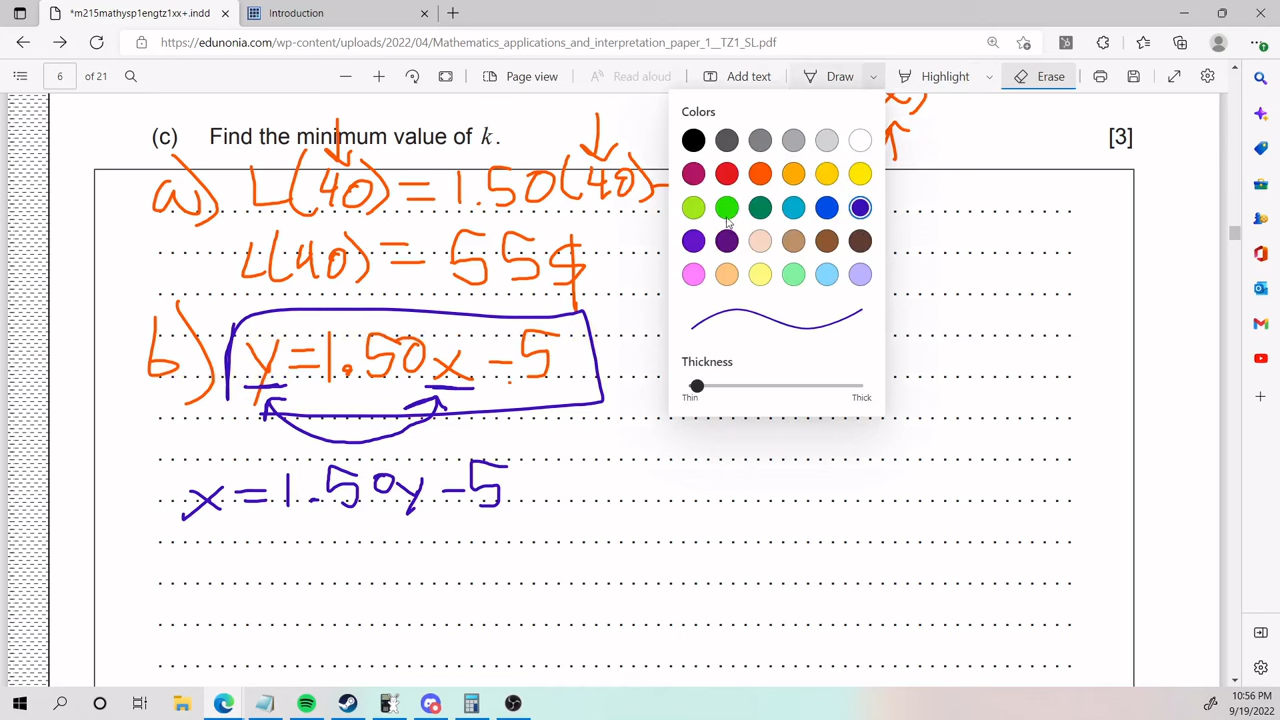 *m215mathysp1engtz1xx+.indd
Introduction
https://edunonia.com/wp-content/uploads/2022/04/Mathematics_applications_and_interpretation_paper_1__TZ1_SL.pdf
6 of 21
Page view
Read aloud
Add text
Draw
Highlight
Erase
Colors
Thickness
Thin
Thick
(c) Find the minimum value of k. [3]
a) L(40) = 1.50(40)-
L(40) = 55$
b) y=1.50x-5
x=1.50y-5
10:56 PM
9/19/2022